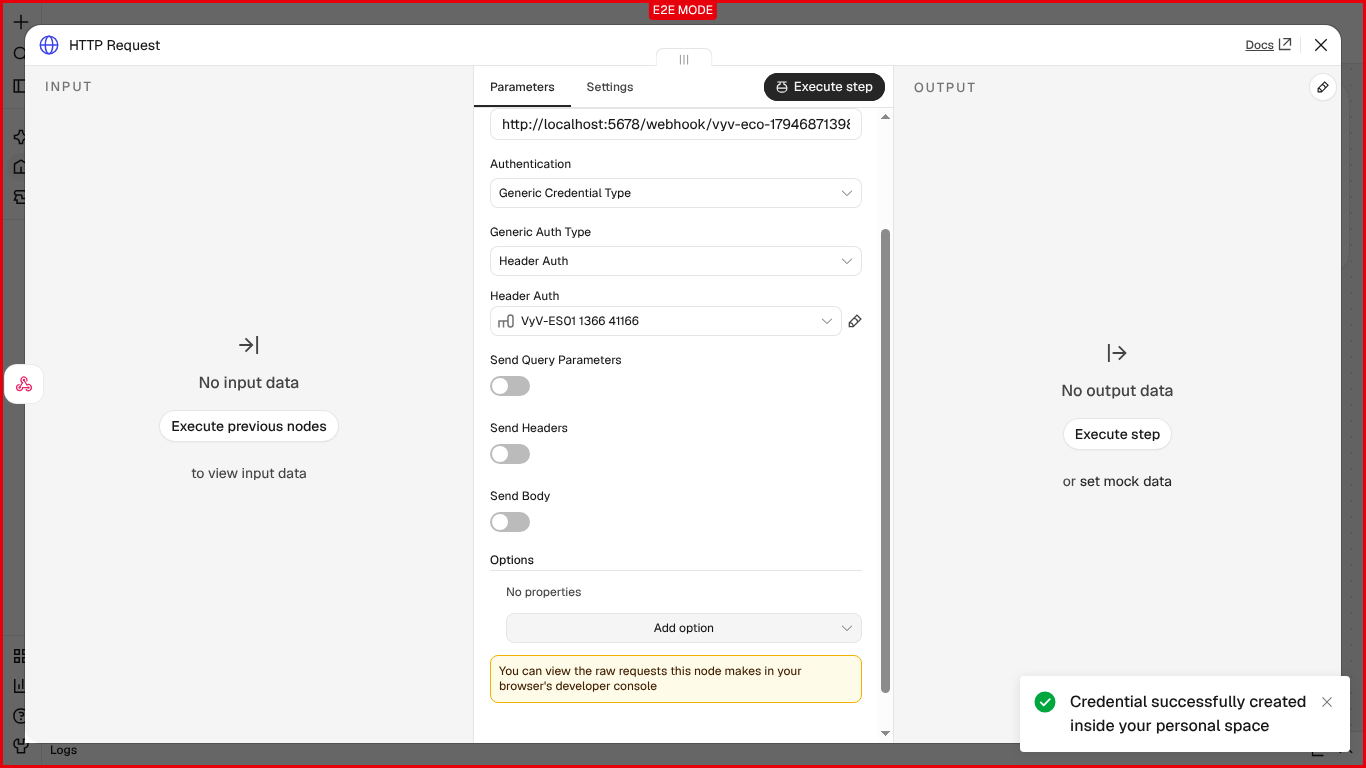 E2E MODE
HTTP Request
Docs
INPUT
Parameters
Settings
Execute step
OUTPUT
http://localhost:5678/webhook/vyv-eco-1794687139
Authentication
Generic Credential Type
Generic Auth Type
Header Auth
Header Auth
VyV-ES01 1366 41166
Send Query Parameters
Send Headers
Send Body
Options
No properties
Add option
You can view the raw requests this node makes in your
browser's developer console
No input data
Execute previous nodes
to view input data
No output data
Execute step
or set mock data
Credential successfully created
inside your personal space
Logs